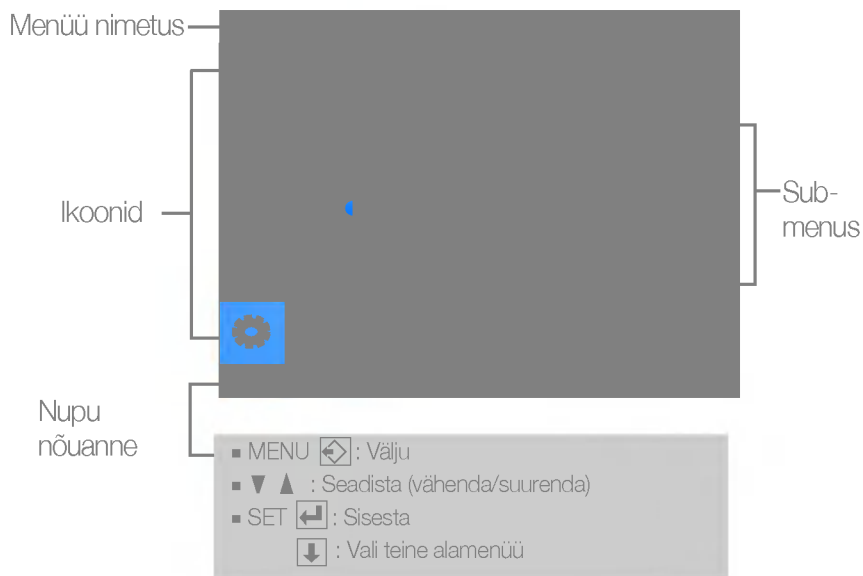 Menüü nimetus
Ikoonid
Sub-
menus
Nupu
nõuanne
▪ MENU : Välju
▪ ▼ ▲ : Seadista (vähenda/suurenda)
▪ SET : Sisesta
: Vali teine alamenüü